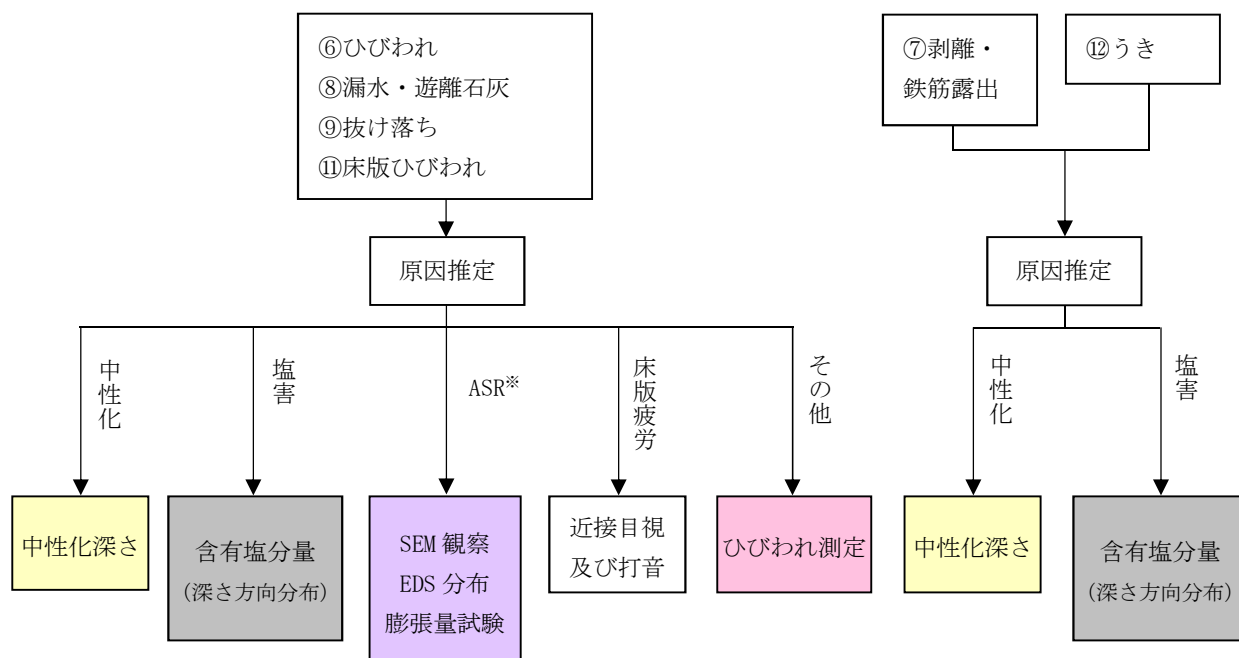 ⑥ひびわれ
⑧漏水・遊離石灰
⑨抜け落ち
⑪床版ひびわれ
⑦剥離・
鉄筋露出
⑫うき
原因推定
原因推定
中性化
塩害
ASR※
床版疲労
その他
中性化
塩害
中性化深さ
含有塩分量
(深さ方向分布)
SEM 観察
EDS 分布
膨張量試験
近接目視
及び打音
ひびわれ測定
中性化深さ
含有塩分量
(深さ方向分布)